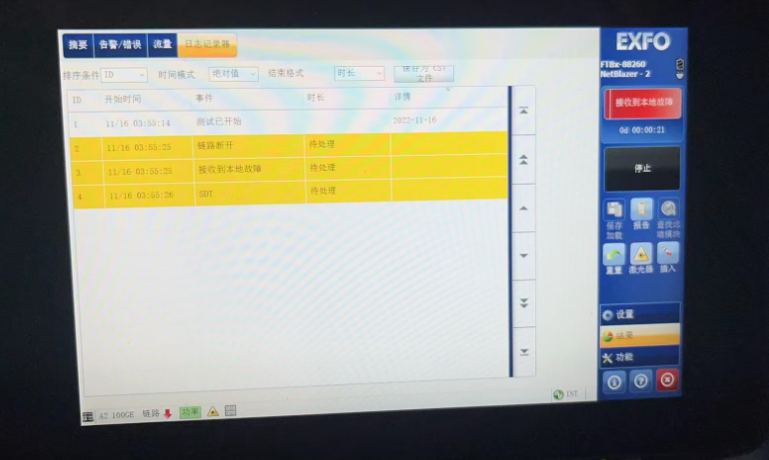 摘要 告警/错误 流量 日志记录器
排序条件 ID 时间模式 绝对值 结束格式 时长 保存为 CSV
文件
ID 开始时间 事件 时长 详情
1 11/16 03:55:14 测试已开始 2022-11-16
2 11/16 03:55:25 链路断开 待处理
3 11/16 03:55:25 接收到本地故障 待处理
4 11/16 03:55:26 SDT 待处理
A2 100GE 链路 功率
INT
EXFO
FTBx-88260
NetBlazer - 2
接收到本地故障
0d 00:00:21
停止
保存 报告 查找远
加载 端模块
重置 激光器 插入
设置
结果
功能